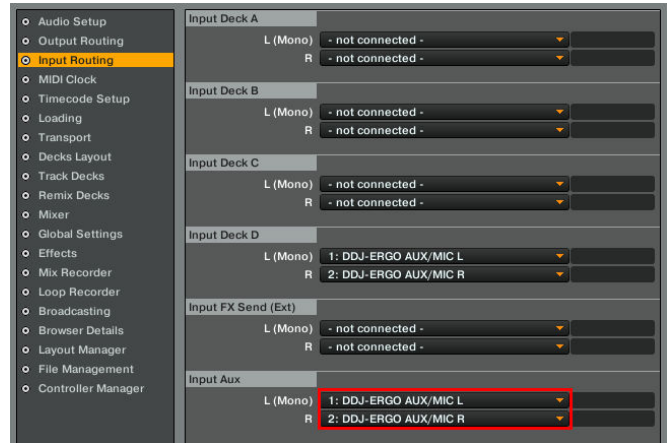 Audio Setup
Output Routing
Input Routing
MIDI Clock
Timecode Setup
Loading
Transport
Decks Layout
Track Decks
Remix Decks
Mixer
Global Settings
Effects
Mix Recorder
Loop Recorder
Broadcasting
Browser Details
Layout Manager
File Management
Controller Manager
Input Deck A
L (Mono) - not connected -
R - not connected -
Input Deck B
L (Mono) - not connected -
R - not connected -
Input Deck C
L (Mono) - not connected -
R - not connected -
Input Deck D
L (Mono) 1: DDJ-ERGO AUX/MIC L
R 2: DDJ-ERGO AUX/MIC R
Input FX Send (Ext)
L (Mono) - not connected -
R - not connected -
Input Aux
L (Mono) 1: DDJ-ERGO AUX/MIC L
R 2: DDJ-ERGO AUX/MIC R